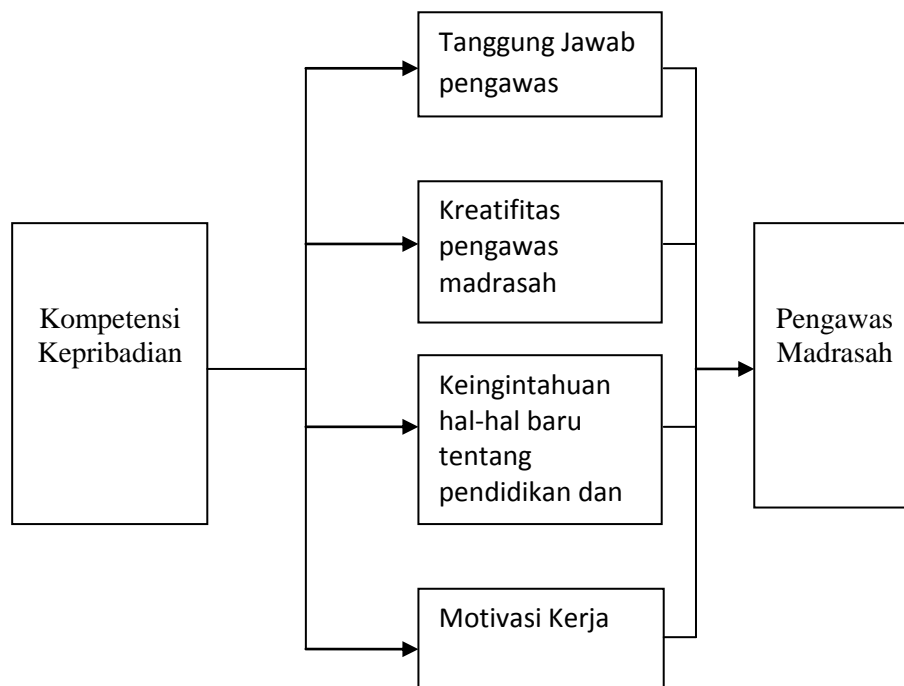 Tanggung Jawab
pengawas
Kreatifitas
pengawas
madrasah
Kompetensi
Kepribadian
Pengawas
Madrasah
Keingintahuan
hal-hal baru
tentang
pendidikan dan
Motivasi Kerja